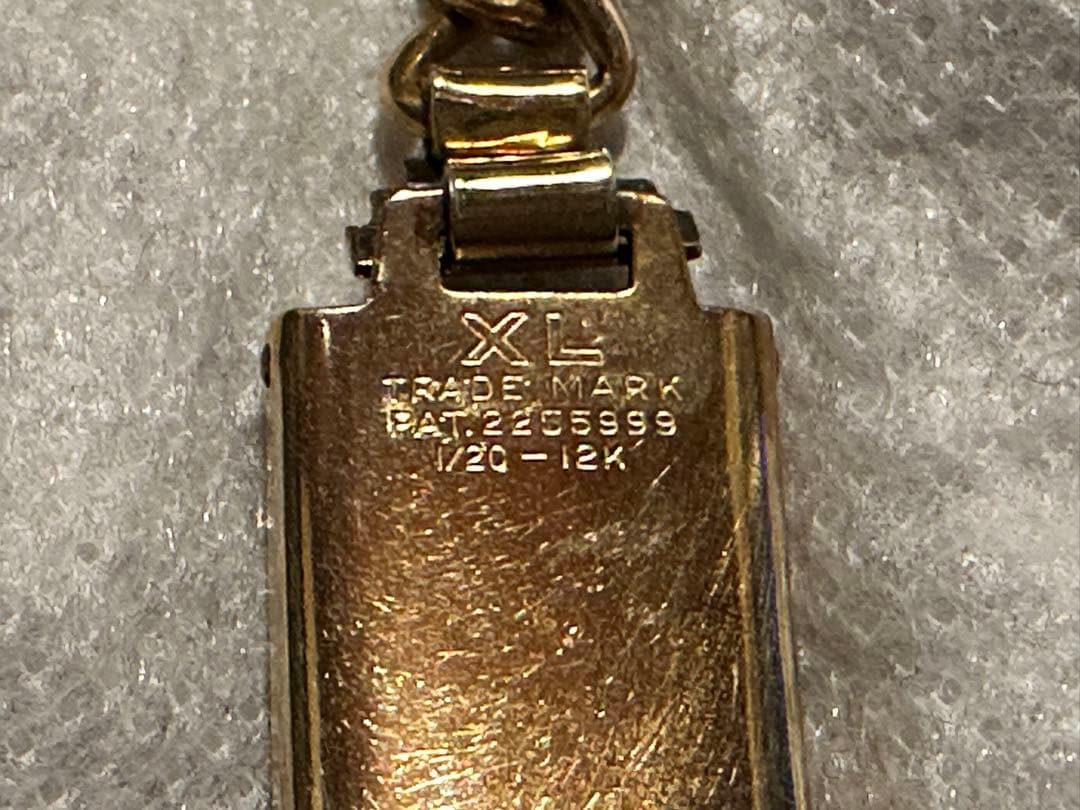 XL
TRADE MARK
PAT. 2255999
1/20 - 12K